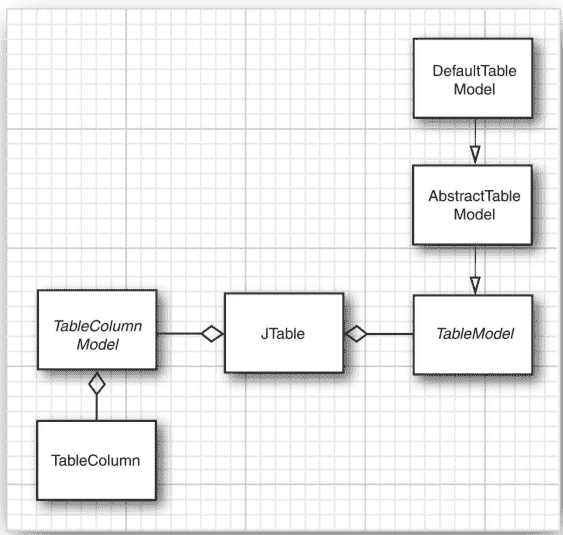 DefaultTable
Model
AbstractTable
Model
TableColumn
Model
JTable
TableModel
TableColumn